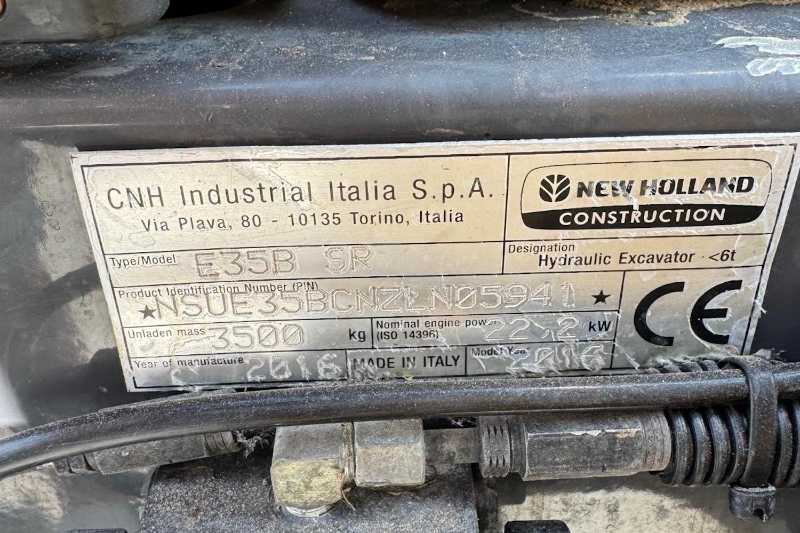 CNH Industrial Italia S.p.A.
Via Plava, 80 - 10135 Torino, Italia
NEW HOLLAND
CONSTRUCTION
Type/Model E35B SR
Designation
Hydraulic Excavator <6t
Product Identification Number (PIN)
★ NSUE35BCNZLN05941 ★
Unladen mass 3500 kg
Nominal engine pow
(ISO 14396) 22.2 kW
CE
Year of manufacture 2016
MADE IN ITALY
Model 2016